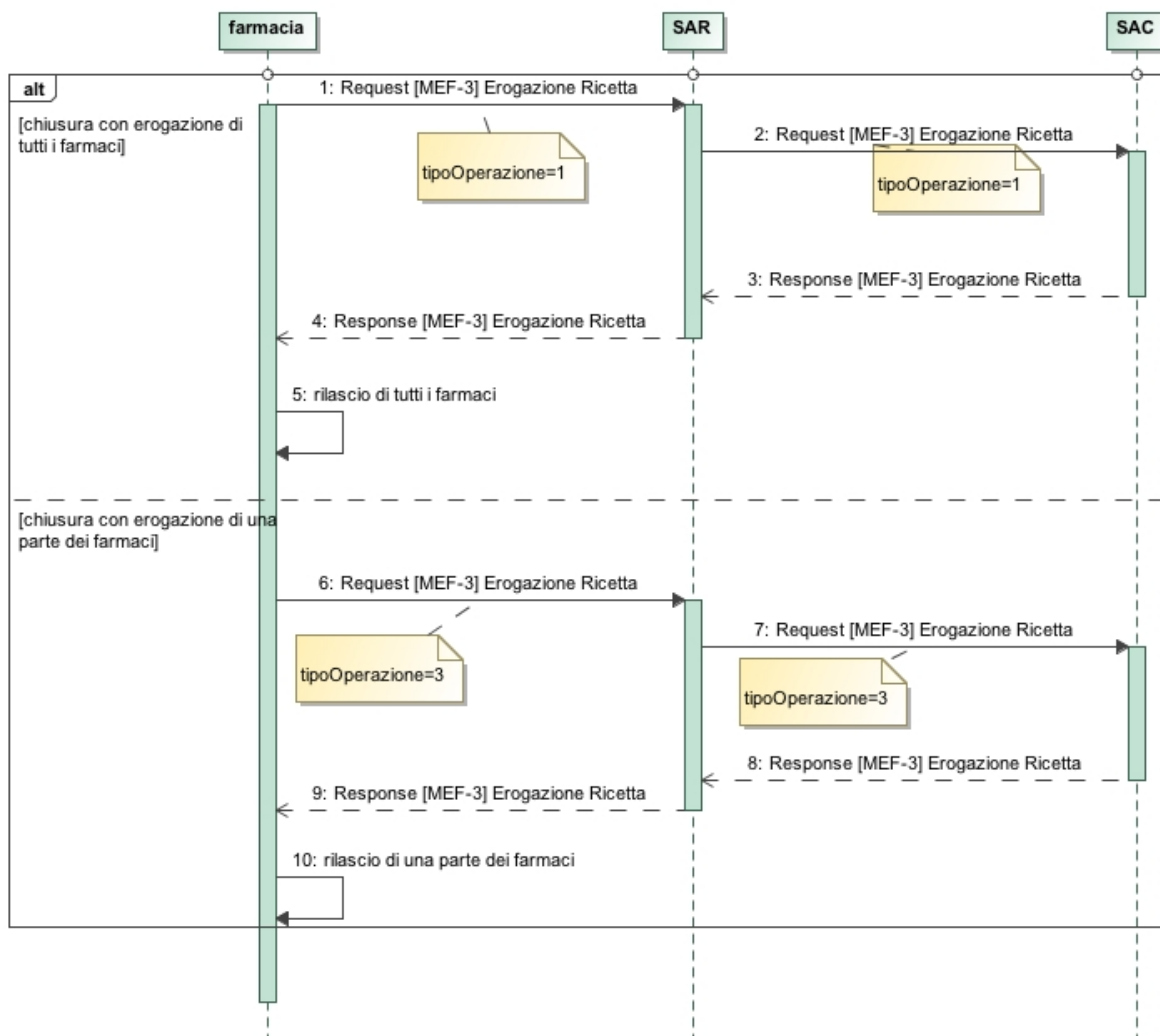 farmacia
SAR
SAC
alt
1: Request [MEF-3] Erogazione Ricetta
[chiusura con erogazione di
tutti i farmaci]
2: Request [MEF-3] Erogazione Ricetta
tipoOperazione=1
tipoOperazione=1
3: Response [MEF-3] Erogazione Ricetta
4: Response [MEF-3] Erogazione Ricetta
5: rilascio di tutti i farmaci
[chiusura con erogazione di una
parte dei farmaci]
6: Request [MEF-3] Erogazione Ricetta
7: Request [MEF-3] Erogazione Ricetta
tipoOperazione=3
tipoOperazione=3
8: Response [MEF-3] Erogazione Ricetta
9: Response [MEF-3] Erogazione Ricetta
10: rilascio di una parte dei farmaci